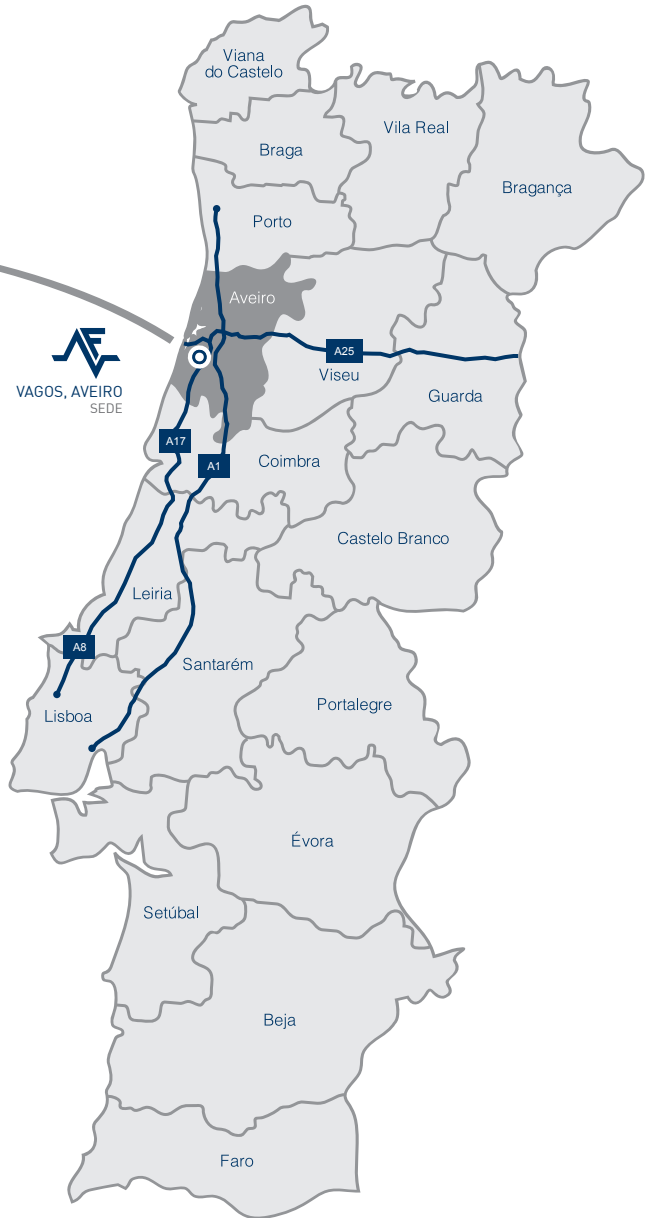 Viana
do Castelo
Vila Real
Braga
Bragança
Porto
Aveiro
A25
Viseu
VAGOS, AVEIRO
SEDE
Guarda
A17
A1
Coimbra
Castelo Branco
Leiria
A8
Santarém
Portalegre
Lisboa
Évora
Setúbal
Beja
Faro